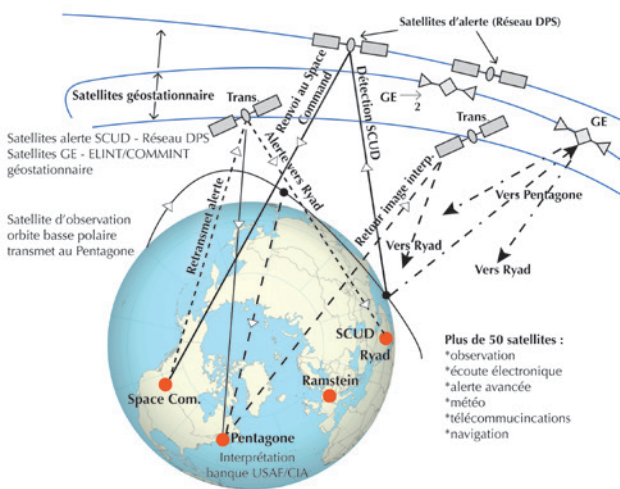 Satellites d'alerte (Réseau DPS)
Satellites géostationnaire
Renvoi au Space
Command
Détection SCUD
GE
2
GE
Trans.
Trans.
Satellites alerte SCUD - Réseau DPS
Satellites GE - ELINT/COMMINT
géostationnaire
Alerte vers Ryad
Retour image interp.
Vers Pentagone
Vers Ryad
Vers Ryad
Satellite d'observation
orbite basse polaire
transmet au Pentagone
Retransmet alerte
SCUD
Ryad
Ramstein
Space Com.
Pentagone
Interprétation
banque USAF/CIA
Plus de 50 satellites :
*observation
*écoute électronique
*alerte avancée
*météo
*télécommucincations
*navigation